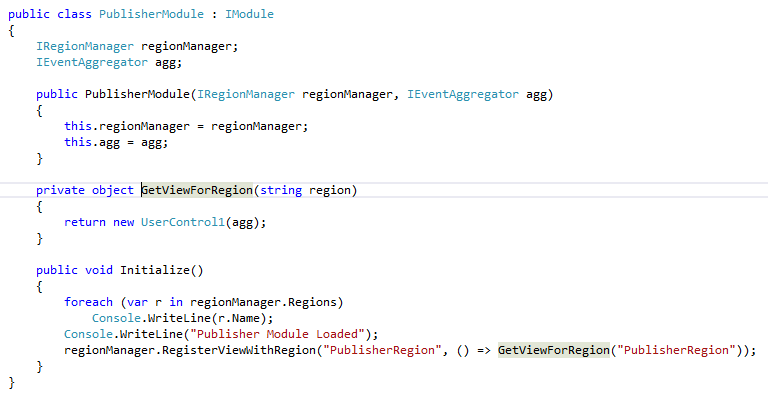 public class PublisherModule : IModule
{
    IRegionManager regionManager;
    IEventAggregator agg;

    public PublisherModule(IRegionManager regionManager, IEventAggregator agg)
    {
        this.regionManager = regionManager;
        this.agg = agg;
    }

    private object GetViewForRegion(string region)
    {
        return new UserControl1(agg);
    }

    public void Initialize()
    {
        foreach (var r in regionManager.Regions)
            Console.WriteLine(r.Name);
        Console.WriteLine("Publisher Module Loaded");
        regionManager.RegisterViewWithRegion("PublisherRegion", () => GetViewForRegion("PublisherRegion"));
    }
}